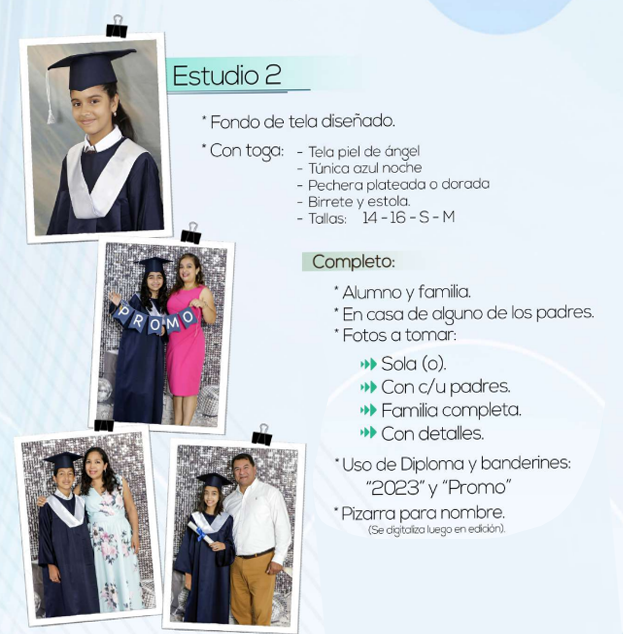 Estudio 2
* Fondo de tela diseñado.
* Con toga: - Tela piel de ángel
- Túnica azul noche
- Pechera plateada o dorada
- Birrete y estola.
- Tallas: 14 - 16 - S - M
PROMO
Completo:
* Alumno y familia.
* En casa de alguno de los padres.
* Fotos a tomar:
Sola (o).
Con c/u padres.
Familia completa.
Con detalles.
* Uso de Diploma y banderines:
"2023" y "Promo"
* Pizarra para nombre.
(Se digitaliza luego en edición).